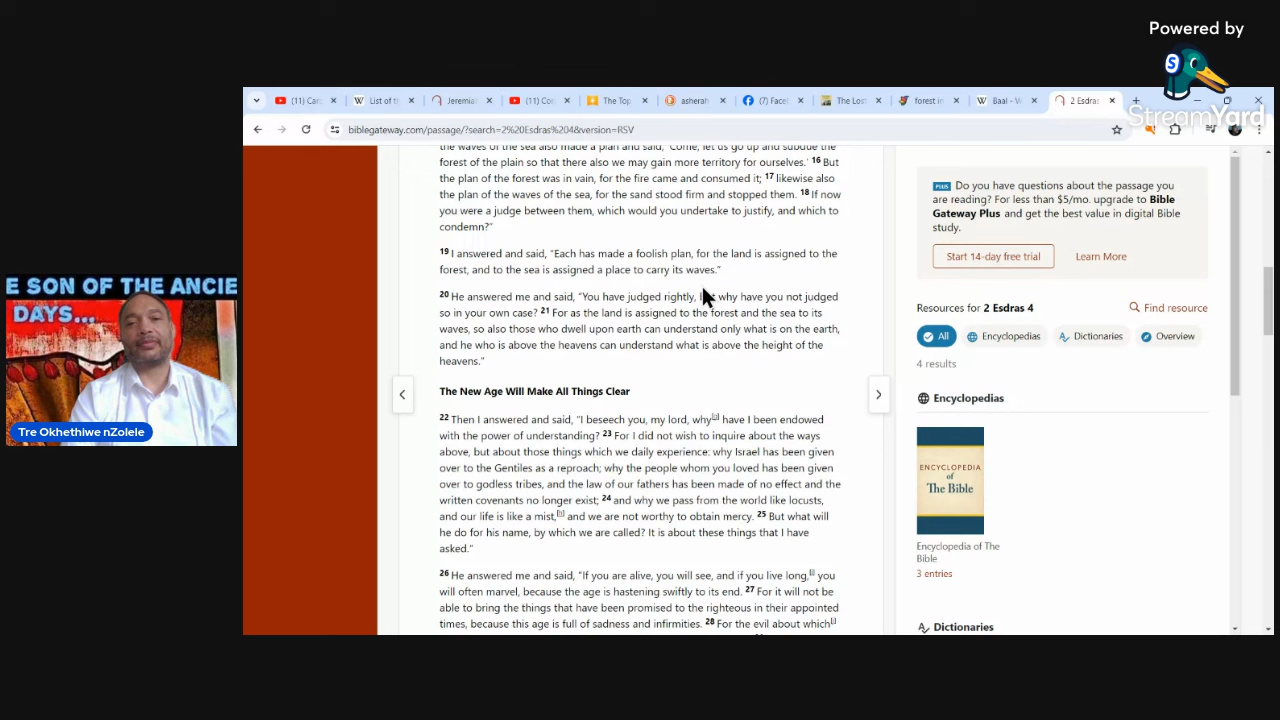 Powered by
StreamYard
(11) Car
List of t
Jeremia
(11) Co
The Top
asherah
(7) Face
The Lost
forest in
Baal - W
2 Esdras
biblegateway.com/passage/?search=2%20Esdras%204&version=RSV
the waves of the sea also made a plan and said, 'Come, let us go up and subdue the
forest of the plain so that there also we may gain more territory for ourselves.' 16 But
the plan of the forest was in vain, for the fire came and consumed it; 17 likewise also
the plan of the waves of the sea, for the sand stood firm and stopped them. 18 If now
you were a judge between them, which would you undertake to justify, and which to
condemn?"
19 I answered and said, "Each has made a foolish plan, for the land is assigned to the
forest, and to the sea is assigned a place to carry its waves."
20 He answered me and said, "You have judged rightly, why have you not judged
so in your own case? 21 For as the land is assigned to the forest and the sea to its
waves, so also those who dwell upon earth can understand only what is on the earth,
and he who is above the heavens can understand what is above the height of the
heavens."
The New Age Will Make All Things Clear
22 Then I answered and said, "I beseech you, my lord, why[g] have I been endowed
with the power of understanding? 23 For I did not wish to inquire about the ways
above, but about those things which we daily experience: why Israel has been given
over to the Gentiles as a reproach; why the people whom you loved has been given
over to godless tribes, and the law of our fathers has been made of no effect and the
written covenants no longer exist; 24 and why we pass from the world like locusts,
and our life is like a mist,[h] and we are not worthy to obtain mercy. 25 But what will
he do for his name, by which we are called? It is about these things that I have
asked."
26 He answered me and said, "If you are alive, you will see, and if you live long,[i] you
will often marvel, because the age is hastening swiftly to its end. 27 For it will not be
able to bring the things that have been promised to the righteous in their appointed
times, because this age is full of sadness and infirmities. 28 For the evil about which[j]
PLUS Do you have questions about the passage you
are reading? For less than $5/mo. upgrade to Bible
Gateway Plus and get the best value in digital Bible
study.
Start 14-day free trial
Learn More
Resources for 2 Esdras 4
Find resource
All
Encyclopedias
Dictionaries
Overview
4 results
Encyclopedias
ENCYCLOPEDIA
of
The Bible
Encyclopedia of The
Bible
3 entries
Dictionaries
E SON OF THE ANCIE
DAYS...
Tre Okhethiwe nZolele